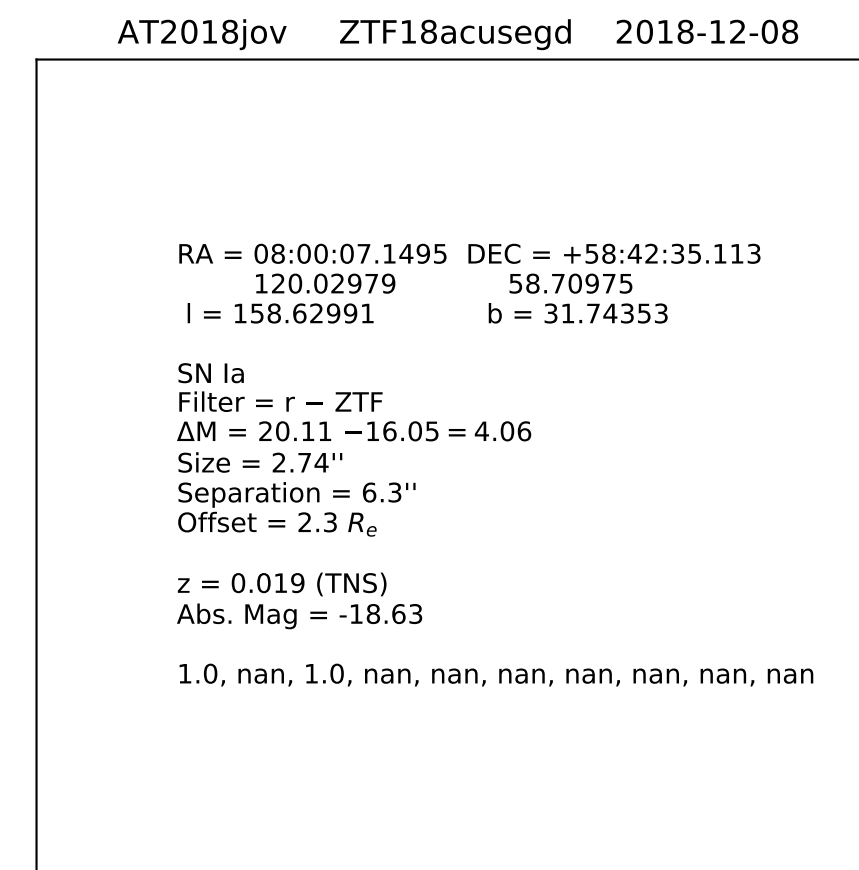 AT2018jov ZTF18acusegd 2018-12-08
RA = 08:00:07.1495 DEC = +58:42:35.113
120.02979 58.70975
l = 158.62991 b = 31.74353
SN Ia
Filter = r − ZTF
ΔM = 20.11 −16.05 = 4.06
Size = 2.74''
Separation = 6.3''
Offset = 2.3 Rₑ
z = 0.019 (TNS)
Abs. Mag = -18.63
1.0, nan, 1.0, nan, nan, nan, nan, nan, nan, nan